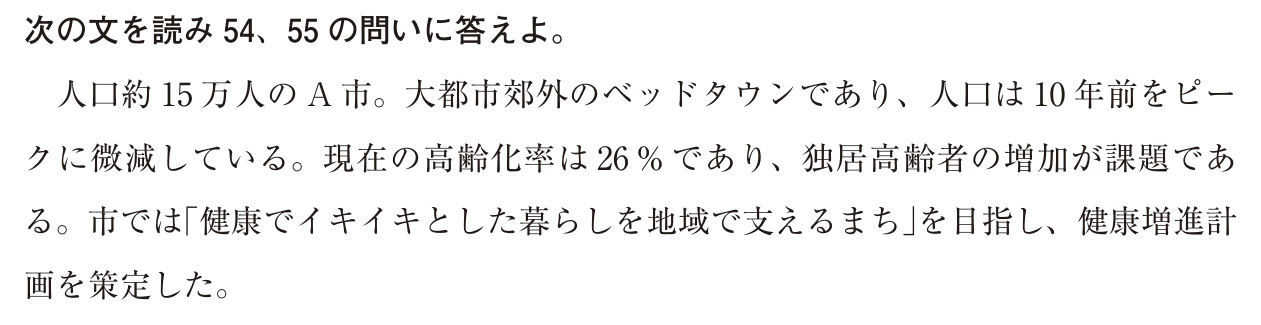 次の文を読み 54、55 の問いに答えよ。
人口約 15 万人の A 市。大都市郊外のベッドタウンであり、人口は 10 年前をピー
クに微減している。現在の高齢化率は 26 % であり、独居高齢者の増加が課題であ
る。市では「健康でイキイキとした暮らしを地域で支えるまち」を目指し、健康増進計
画を策定した。